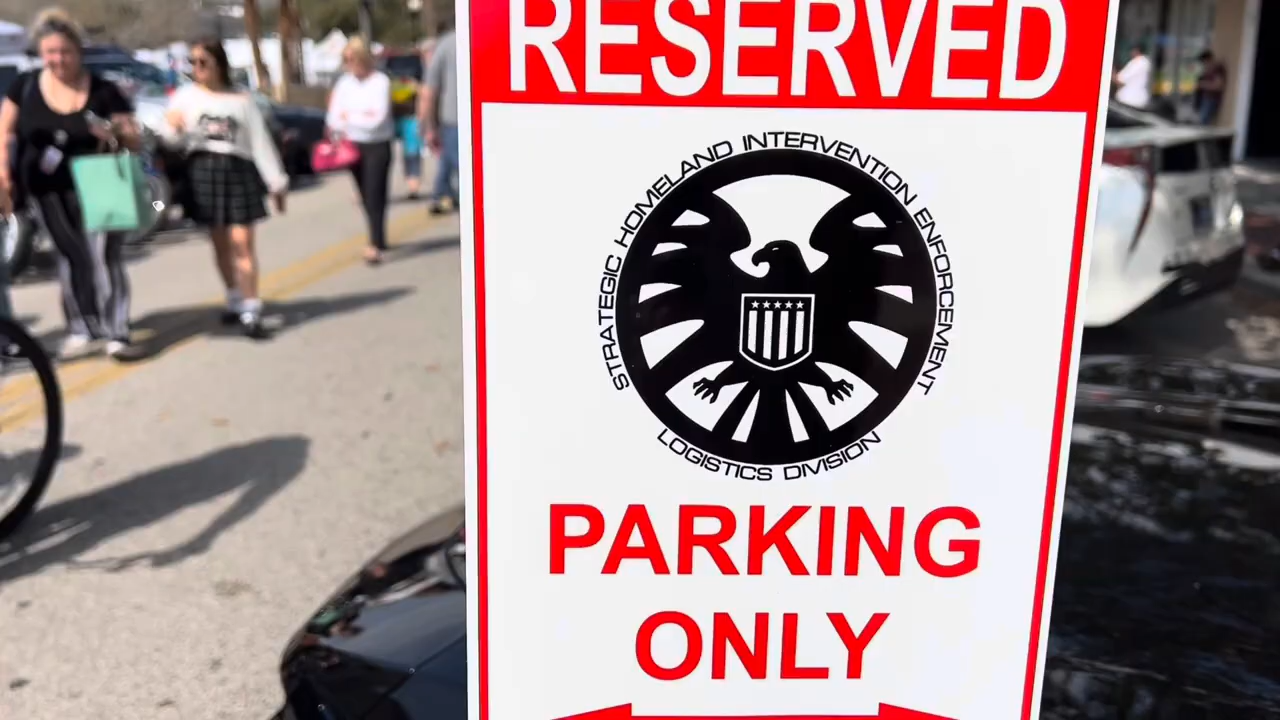 RESERVED
STRATEGIC HOMELAND INTERVENTION ENFORCEMENT
LOGISTICS DIVISION
PARKING
ONLY